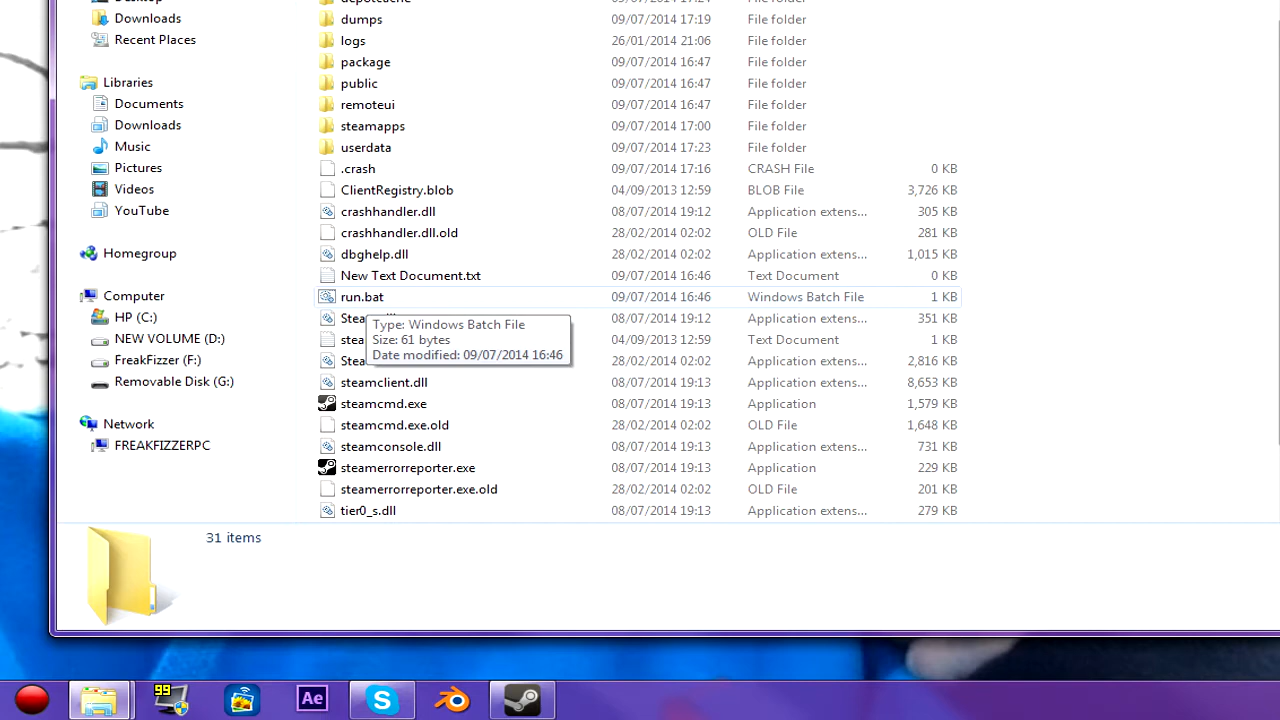 Desktop
Downloads
Recent Places
Libraries
Documents
Downloads
Music
Pictures
Videos
YouTube
Homegroup
Computer
HP (C:)
NEW VOLUME (D:)
FreakFizzer (F:)
Removable Disk (G:)
Network
FREAKFIZZERPC
depotcache 09/07/2014 17:24 File folder
dumps 09/07/2014 17:19 File folder
logs 26/01/2014 21:06 File folder
package 09/07/2014 16:47 File folder
public 09/07/2014 16:47 File folder
remoteui 09/07/2014 16:47 File folder
steamapps 09/07/2014 17:00 File folder
userdata 09/07/2014 17:23 File folder
.crash 09/07/2014 17:16 CRASH File 0 KB
ClientRegistry.blob 04/09/2013 12:59 BLOB File 3,726 KB
crashhandler.dll 08/07/2014 19:12 Application extens... 305 KB
crashhandler.dll.old 28/02/2014 02:02 OLD File 281 KB
dbghelp.dll 28/02/2014 02:02 Application extens... 1,015 KB
New Text Document.txt 09/07/2014 16:46 Text Document 0 KB
run.bat 09/07/2014 16:46 Windows Batch File 1 KB
Stea 08/07/2014 19:12 Application extens... 351 KB
stea 04/09/2013 12:59 Text Document 1 KB
Stea 28/02/2014 02:02 Application extens... 2,816 KB
Type: Windows Batch File
Size: 61 bytes
Date modified: 09/07/2014 16:46
steamclient.dll 08/07/2014 19:13 Application extens... 8,653 KB
steamcmd.exe 08/07/2014 19:13 Application 1,579 KB
steamcmd.exe.old 28/02/2014 02:02 OLD File 1,648 KB
steamconsole.dll 08/07/2014 19:13 Application extens... 731 KB
steamerrorreporter.exe 08/07/2014 19:13 Application 229 KB
steamerrorreporter.exe.old 28/02/2014 02:02 OLD File 201 KB
tier0_s.dll 08/07/2014 19:13 Application extens... 279 KB
31 items
99
Ae